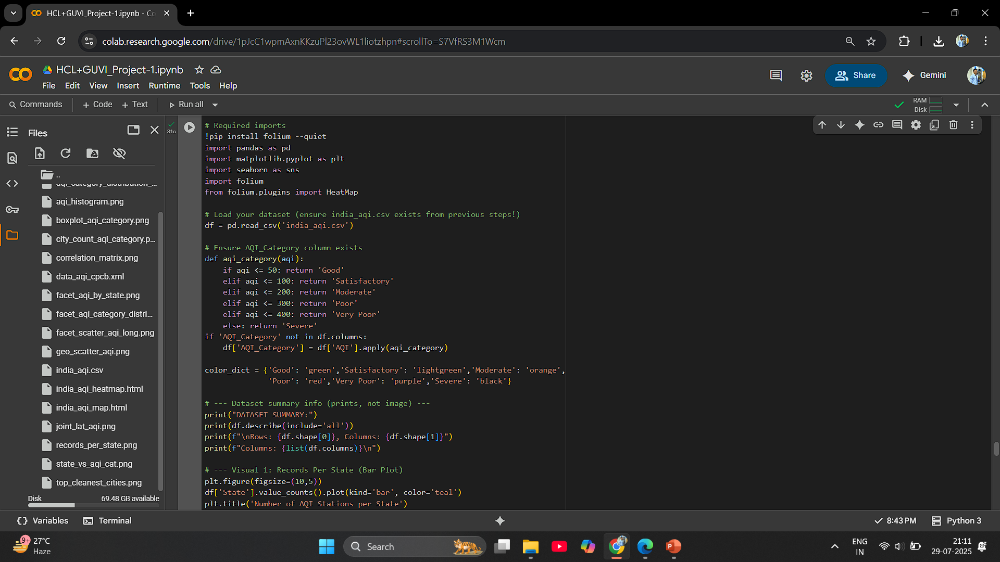 HCL+GUVI_Project-1.ipynb - Co
colab.research.google.com/drive/1pJcC1wpmAxnKKzuPl23ovWL1liotzhpn#scrollTo=S7VfRS3M1Wcm
HCL+GUVI_Project-1.ipynb
File Edit View Insert Runtime Tools Help
Share
Gemini
Commands + Code + Text Run all
RAM
Disk
Files
..
aqi_histogram.png
boxplot_aqi_category.png
city_count_aqi_category.p...
correlation_matrix.png
data_aqi_cpcb.xml
facet_aqi_by_state.png
facet_aqi_category_distri...
facet_scatter_aqi_long.png
geo_scatter_aqi.png
india_aqi.csv
india_aqi_heatmap.html
india_aqi_map.html
joint_lat_aqi.png
records_per_state.png
state_vs_aqi_cat.png
top_cleanest_cities.png
Disk 69.48 GB available
31s
# Required imports
!pip install folium --quiet
import pandas as pd
import matplotlib.pyplot as plt
import seaborn as sns
import folium
from folium.plugins import HeatMap
# Load your dataset (ensure india_aqi.csv exists from previous steps!)
df = pd.read_csv('india_aqi.csv')
# Ensure AQI_Category column exists
def aqi_category(aqi):
    if aqi <= 50: return 'Good'
    elif aqi <= 100: return 'Satisfactory'
    elif aqi <= 200: return 'Moderate'
    elif aqi <= 300: return 'Poor'
    elif aqi <= 400: return 'Very Poor'
    else: return 'Severe'
if 'AQI_Category' not in df.columns:
    df['AQI_Category'] = df['AQI'].apply(aqi_category)
color_dict = {'Good': 'green','Satisfactory': 'lightgreen','Moderate': 'orange',
              'Poor': 'red','Very Poor': 'purple','Severe': 'black'}
# --- Dataset summary info (prints, not image) ---
print("DATASET SUMMARY:")
print(df.describe(include='all'))
print(f"\nRows: {df.shape[0]}, Columns: {df.shape[1]}")
print(f"Columns: {list(df.columns)}\n")
# --- Visual 1: Records Per State (Bar Plot)
plt.figure(figsize=(10,5))
df['State'].value_counts().plot(kind='bar', color='teal')
plt.title('Number of AQI Stations per State')
{} Variables Terminal
8:43 PM Python 3
9+
27°C
Haze
Search
ENG
IN
21:11
29-07-2025